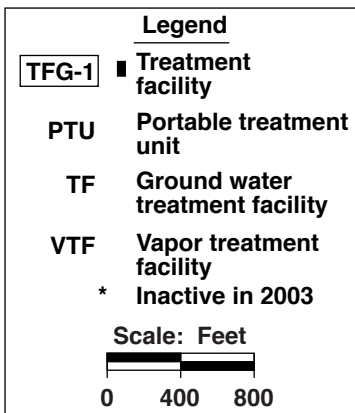 Legend
TFG-1 Treatment
facility
PTU Portable treatment
unit
TF Ground water
treatment facility
VTF Vapor treatment
facility
* Inactive in 2003
Scale: Feet
0 400 800